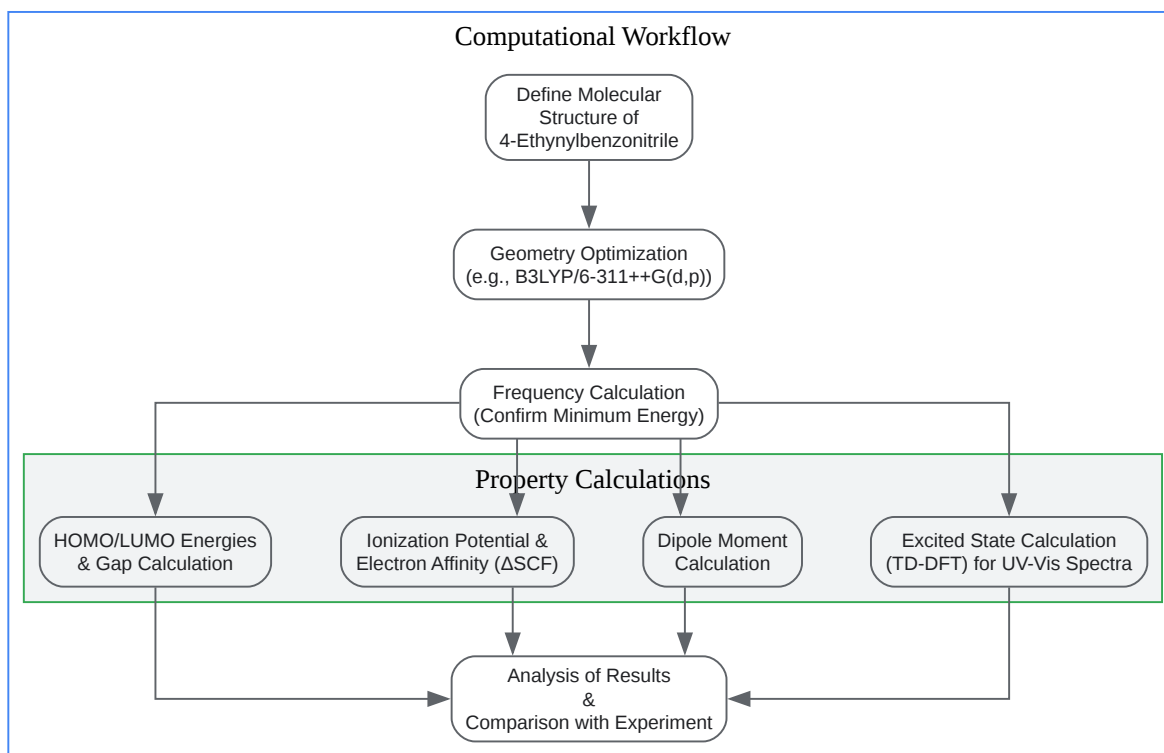 Computational Workflow
Define Molecular
Structure of
4-Ethynylbenzonitrile
Geometry Optimization
(e.g., B3LYP/6-311++G(d,p))
Frequency Calculation
(Confirm Minimum Energy)
Property Calculations
HOMO/LUMO Energies
& Gap Calculation
Ionization Potential &
Electron Affinity (ΔSCF)
Dipole Moment
Calculation
Excited State Calculation
(TD-DFT) for UV-Vis Spectra
Analysis of Results
&
Comparison with Experiment